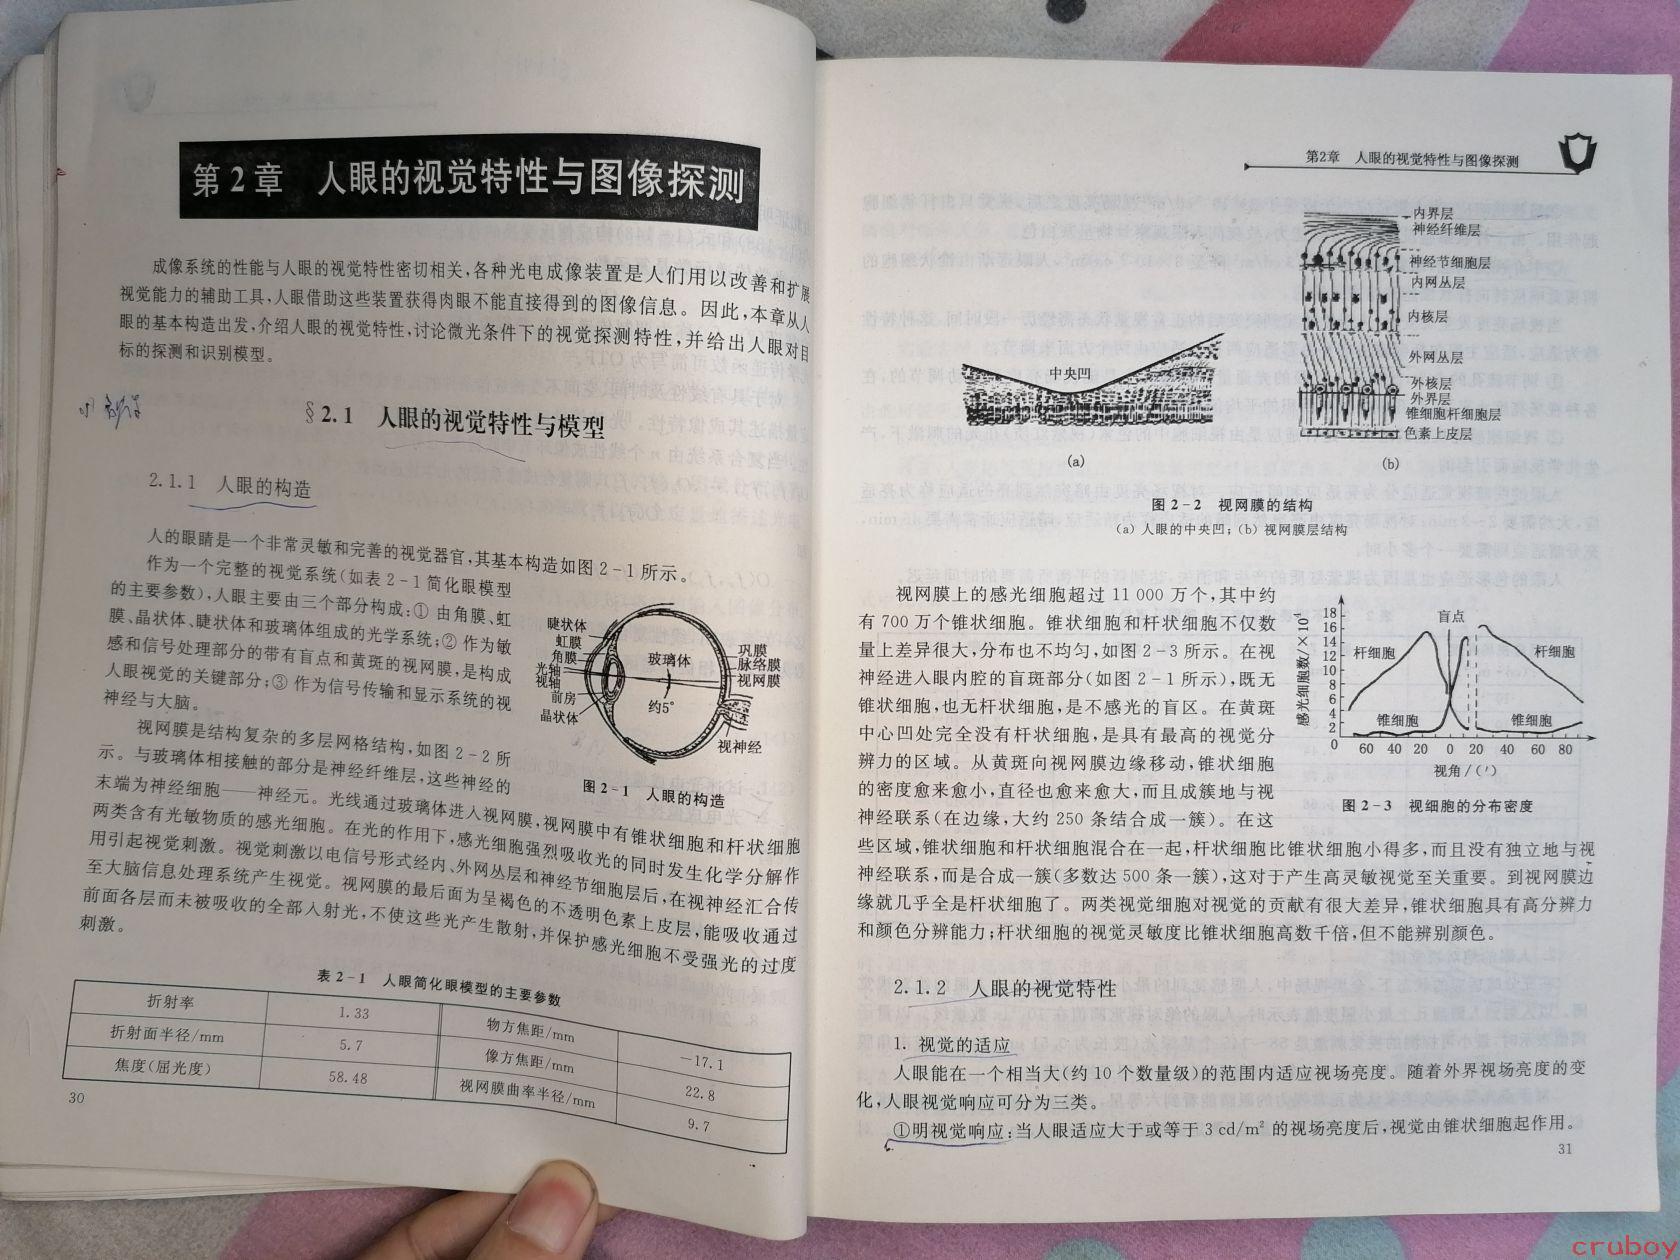 第2章 人眼的视觉特性与图像探测
成像系统的性能与人眼的视觉特性密切相关,各种光电成像装置是人们用以改善和扩展
视觉能力的辅助工具,人眼借助这些装置获得肉眼不能直接得到的图像信息。因此,本章从人
眼的基本构造出发,介绍人眼的视觉特性,讨论微光条件下的视觉探测特性,并给出人眼对目
标的探测和识别模型。
§2.1 人眼的视觉特性与模型
2.1.1 人眼的构造
人的眼睛是一个非常灵敏和完善的视觉器官,其基本构造如图2-1所示。
作为一个完整的视觉系统(如表2-1简化眼模型
的主要参数),人眼主要由三个部分构成:①由角膜、虹
膜、晶状体、睫状体和玻璃体组成的光学系统;②作为敏
感和信号处理部分的带有盲点和黄斑的视网膜,是构成
人眼视觉的关键部分;③作为信号传输和显示系统的视
神经与大脑。
视网膜是结构复杂的多层网格结构,如图2-2所
示。与玻璃体相接触的部分是神经纤维层,这些神经的
末端为神经细胞——神经元。光线通过玻璃体进入视网膜,视网膜中有锥状细胞和杆状细胞
两类含有光敏物质的感光细胞。在光的作用下,感光细胞强烈吸收光的同时发生化学分解作
用引起视觉刺激。视觉刺激以电信号形式经内、外网丛层和神经节细胞层后,在视神经汇合传
至大脑信息处理系统产生视觉。视网膜的最后面为呈褐色的不透明色素上皮层,能吸收通过
前面各层而未被吸收的全部入射光,不使这些光产生散射,并保护感光细胞不受强光的过度
刺激。
睫状体
虹膜
角膜
光轴
视轴
前房
晶状体
玻璃体
约5°
巩膜
脉络膜
视网膜
视神经
图2-1 人眼的构造
表2-1 人眼简化眼模型的主要参数
折射率 1.33 物方焦距/mm -17.1
折射面半径/mm 5.7 像方焦距/mm 22.8
焦度(屈光度) 58.48 视网膜曲率半径/mm 9.7
30
第2章 人眼的视觉特性与图像探测
中央凹
(a)
内界层
神经纤维层
神经节细胞层
内网丛层
内核层
外网丛层
外核层
外界层
锥细胞杆细胞层
色素上皮层
(b)
图2-2 视网膜的结构
(a)人眼的中央凹;(b)视网膜层结构
视网膜上的感光细胞超过11 000万个,其中约
有700万个锥状细胞。锥状细胞和杆状细胞不仅数
量上差异很大,分布也不均匀,如图2-3所示。在视
神经进入眼内腔的盲斑部分(如图2-1所示),既无
锥状细胞,也无杆状细胞,是不感光的盲区。在黄斑
中心凹处完全没有杆状细胞,是具有最高的视觉分
辨力的区域。从黄斑向视网膜边缘移动,锥状细胞
的密度愈来愈小,直径也愈来愈大,而且成簇地与视
神经联系(在边缘,大约250条结合成一簇)。在这
些区域,锥状细胞和杆状细胞混合在一起,杆状细胞比锥状细胞小得多,而且没有独立地与视
神经联系,而是合成一簇(多数达500条一簇),这对于产生高灵敏视觉至关重要。到视网膜边
缘就几乎全是杆状细胞了。两类视觉细胞对视觉的贡献有很大差异,锥状细胞具有高分辨力
和颜色分辨能力;杆状细胞的视觉灵敏度比锥状细胞高数千倍,但不能辨别颜色。
感光细胞数/×10⁴
18
16
14
12
10
8
6
4
2
0
盲点
杆细胞 杆细胞
锥细胞 锥细胞
60 40 20 0 20 40 60 80
视角/(′)
图2-3 视细胞的分布密度
2.1.2 人眼的视觉特性
1. 视觉的适应
人眼能在一个相当大(约10个数量级)的范围内适应视场亮度。随着外界视场亮度的变
化,人眼视觉响应可分为三类。
①明视觉响应:当人眼适应大于或等于3 cd/m²的视场亮度后,视觉由锥状细胞起作用。
31
cruboy